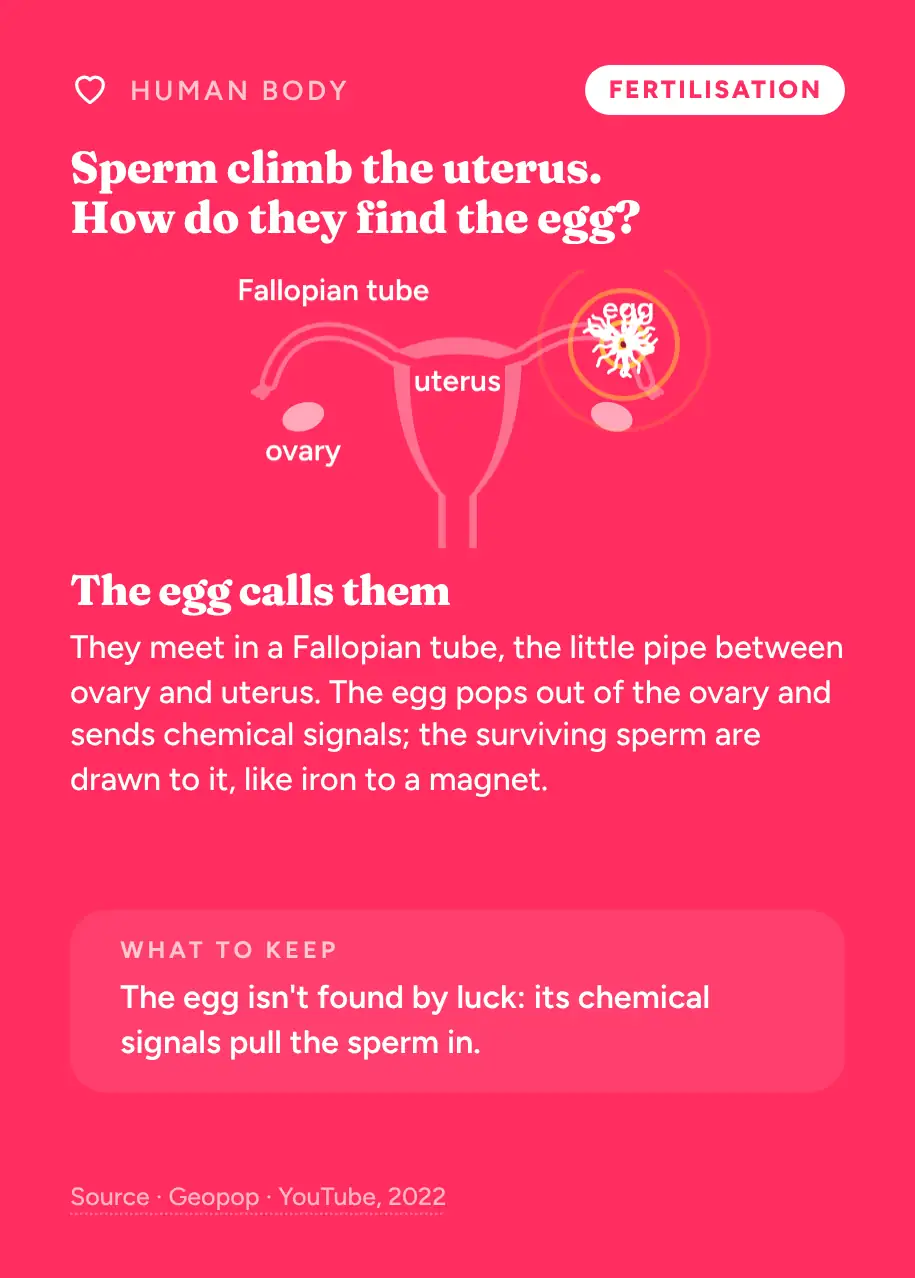 HUMAN BODY
FERTILISATION
Sperm climb the uterus.
How do they find the egg?
Fallopian tube
egg
uterus
ovary
The egg calls them
They meet in a Fallopian tube, the little pipe between
ovary and uterus. The egg pops out of the ovary and
sends chemical signals; the surviving sperm are
drawn to it, like iron to a magnet.
WHAT TO KEEP
The egg isn't found by luck: its chemical
signals pull the sperm in.
Source · Geopop · YouTube, 2022